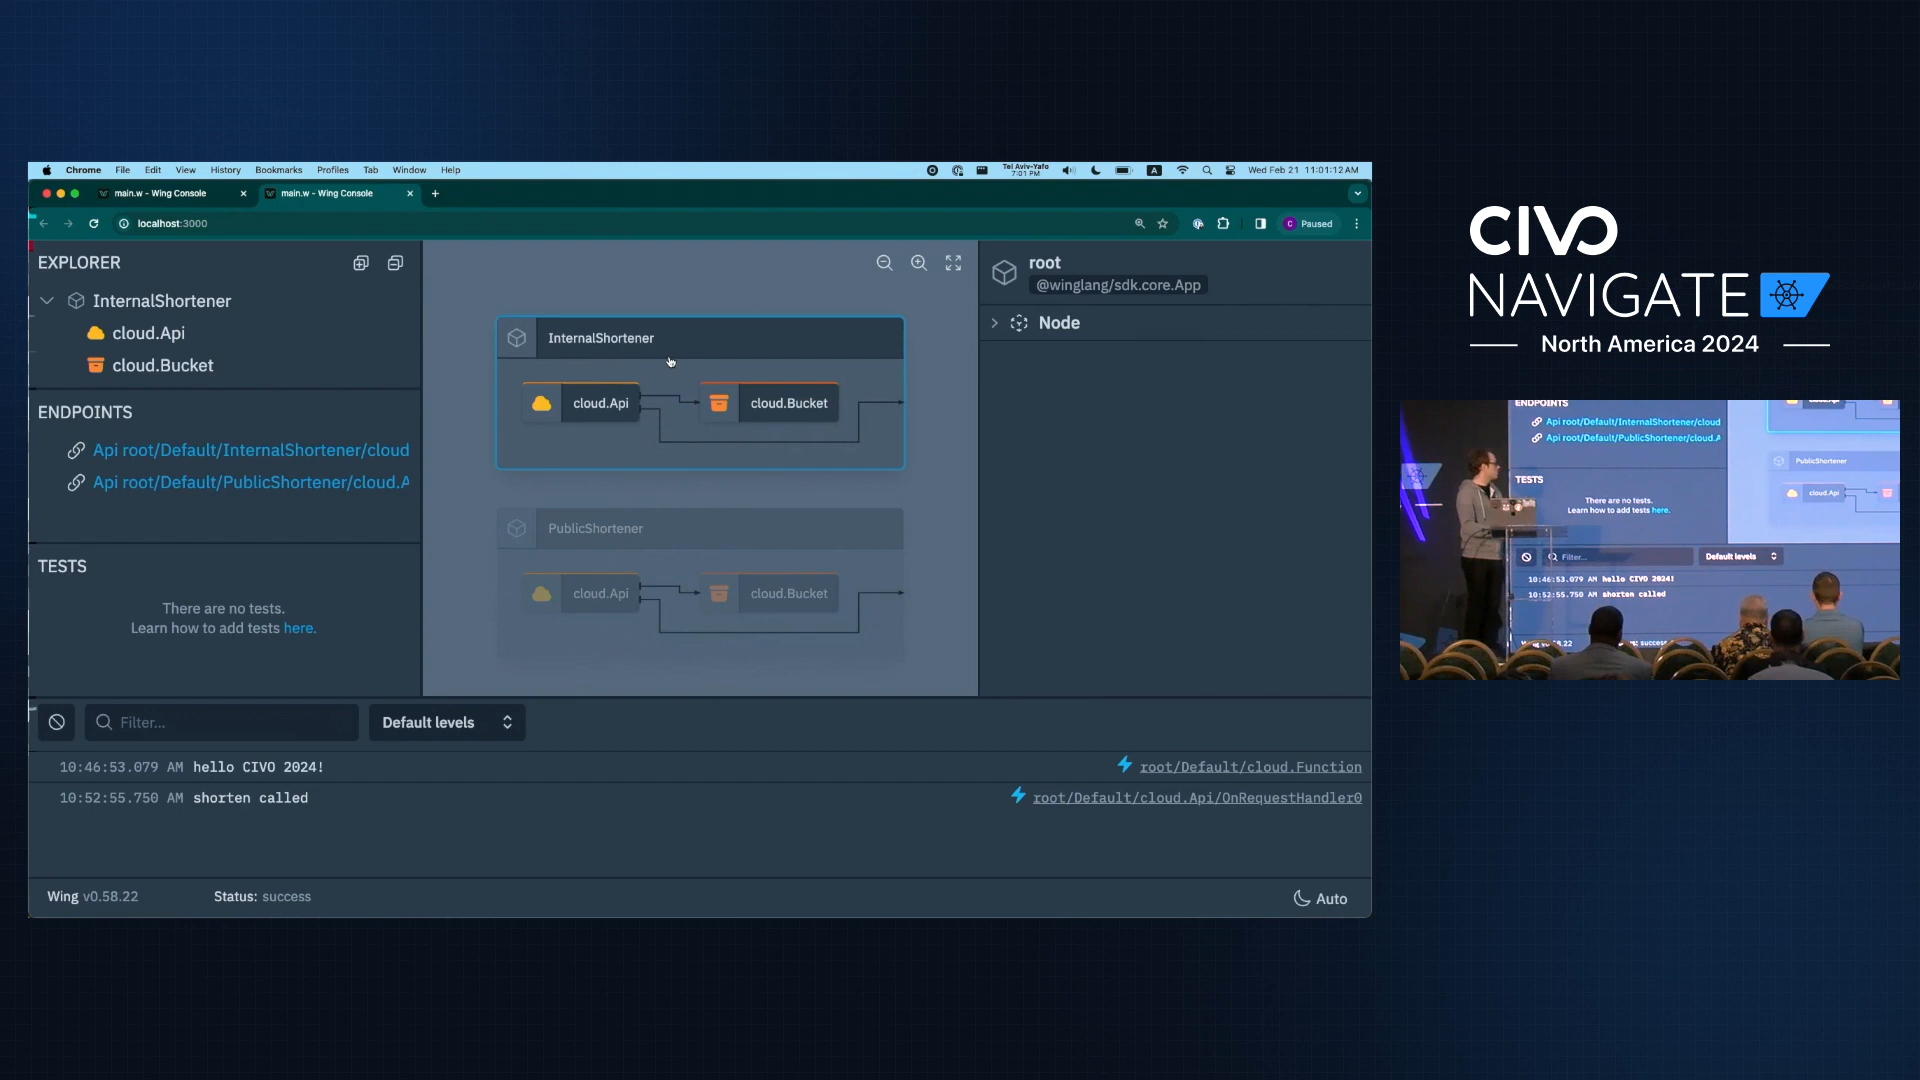 Chrome File Edit View History Bookmarks Profiles Tab Window Help
Tel Aviv-Yafo
7:01 PM
A
Wed Feb 21 11:01:12 AM
main.w - Wing Console
main.w - Wing Console
localhost:3000
C Paused
EXPLORER
InternalShortener
cloud.Api
cloud.Bucket
ENDPOINTS
Api root/Default/InternalShortener/cloud
Api root/Default/PublicShortener/cloud.A
TESTS
There are no tests.
Learn how to add tests here.
InternalShortener
cloud.Api
cloud.Bucket
PublicShortener
cloud.Api
cloud.Bucket
root
@winglang/sdk.core.App
Node
Filter...
Default levels
10:46:53.079 AM hello CIVO 2024!
root/Default/cloud.Function
10:52:55.750 AM shorten called
root/Default/cloud.Api/OnRequestHandler0
Wing v0.58.22
Status: success
Auto
CIVO
NAVIGATE
North America 2024
ENDPOINTS
Api root/Default/InternalShortener/cloud
Api root/Default/PublicShortener/cloud.A
TESTS
There are no tests.
Learn how to add tests here.
PublicShortener
cloud.Api
Filter...
Default levels
10:46:53.079 AM hello CIVO 2024!
10:52:55.750 AM shorten called